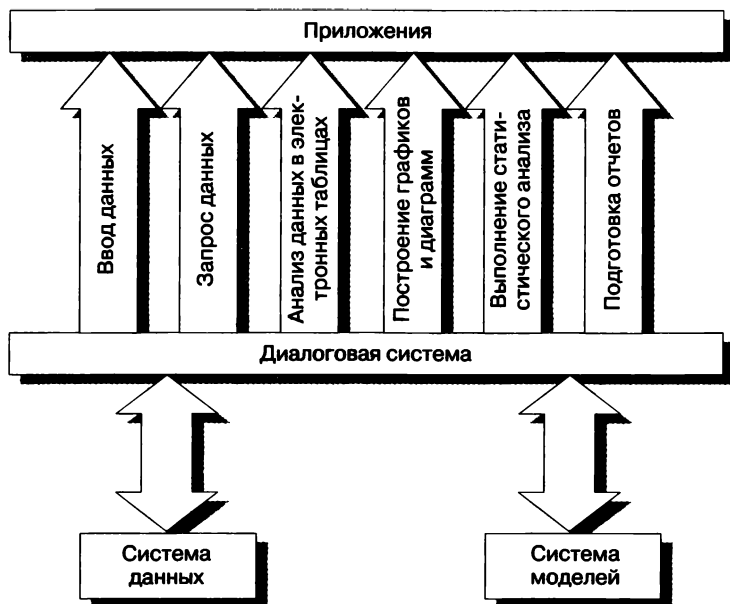 Приложения
Ввод данных
Запрос данных
Анализ данных в элек-
тронных таблицах
Построение графиков
и диаграмм
Выполнение стати-
стического анализа
Подготовка отчетов
Диалоговая система
Система
данных
Система
моделей